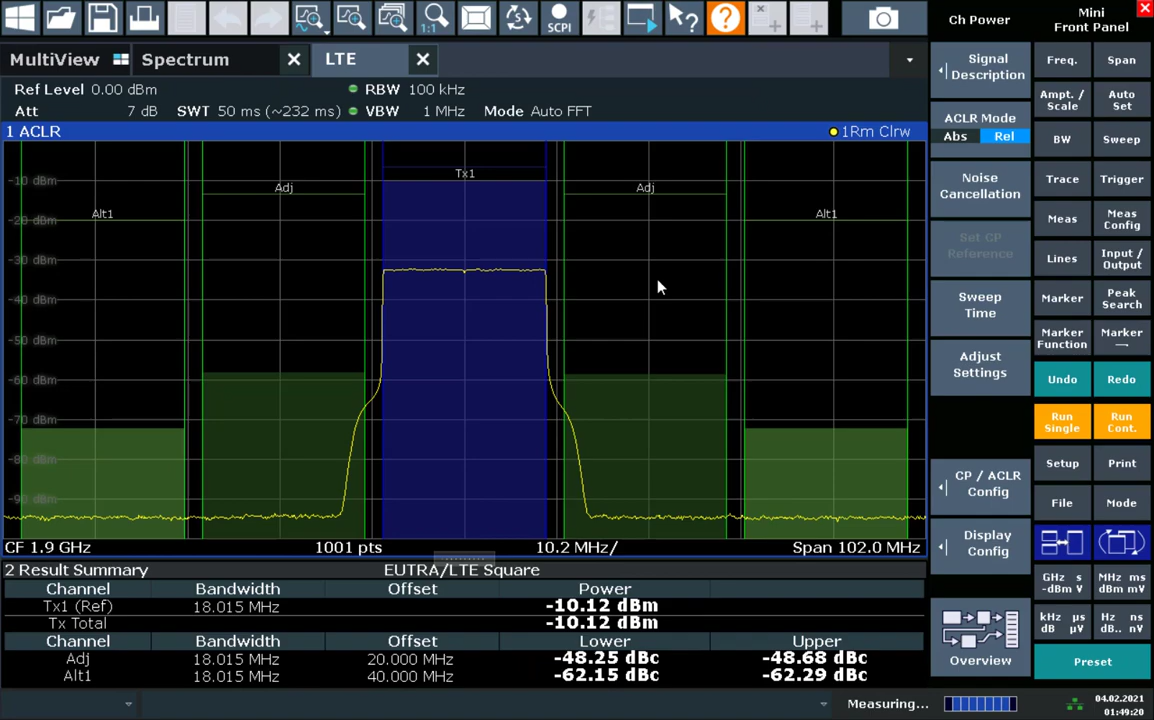 1:1
SCPI
Ch Power
Mini
Front Panel
MultiView
Spectrum
LTE
Ref Level 0.00 dBm
RBW 100 kHz
Att 7 dB SWT 50 ms (~232 ms)
VBW 1 MHz Mode Auto FFT
1 ACLR
1Rm Clrw
-10 dBm
-20 dBm
-30 dBm
-40 dBm
-50 dBm
-60 dBm
-70 dBm
-80 dBm
-90 dBm
Alt1
Adj
Tx1
Adj
Alt1
CF 1.9 GHz
1001 pts
10.2 MHz/
Span 102.0 MHz
2 Result Summary
EUTRA/LTE Square
Channel Bandwidth Offset Power
Tx1 (Ref) 18.015 MHz -10.12 dBm
Tx Total -10.12 dBm
Channel Bandwidth Offset Lower Upper
Adj 18.015 MHz 20.000 MHz -48.25 dBc -48.68 dBc
Alt1 18.015 MHz 40.000 MHz -62.15 dBc -62.29 dBc
Signal
Description
ACLR Mode
Abs Rel
Noise
Cancellation
Set CP
Reference
Sweep
Time
Adjust
Settings
CP / ACLR
Config
Display
Config
Overview
Freq.
Span
Ampt. /
Scale
Auto
Set
BW
Sweep
Trace
Trigger
Meas
Meas
Config
Lines
Input /
Output
Marker
Peak
Search
Marker
Function
Marker
Undo
Redo
Run
Single
Run
Cont.
Setup
Print
File
Mode
GHz s
-dBm V
MHz ms
dBm mV
kHz µs
dB µV
Hz ns
dB.. nV
Preset
Measuring...
04.02.2021
01:49:20